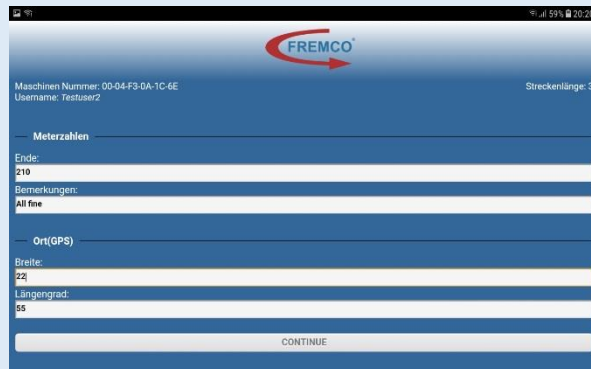 59% 20:20
FREMCO®
Maschinen Nummer: 00-04-F3-0A-1C-6E
Streckenlänge: 3
Username: Testuser2
Meterzahlen
Ende:
210
Bemerkungen:
All fine
Ort(GPS)
Breite:
22
Längengrad:
55
CONTINUE